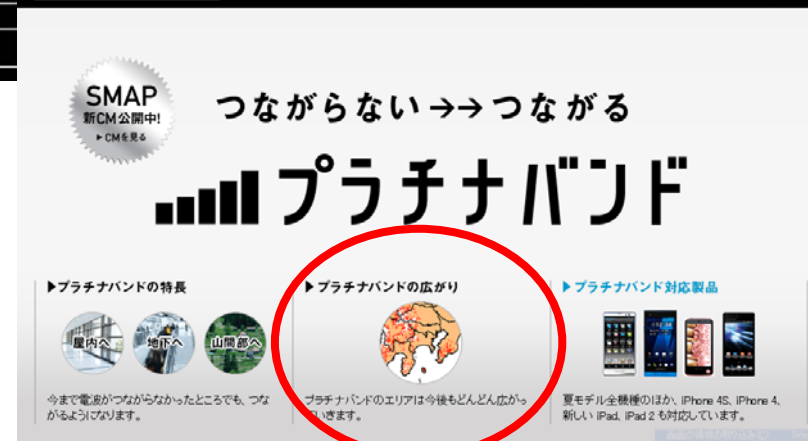 SMAP
新CM公開中!
▶CMを見る
つながらない→→つながる
プラチナバンド
▶プラチナバンドの特長
屋内へ
地下へ
山間部へ
今まで電波がつながらなかったところでも、つな
がるようになります。
▶プラチナバンドの広がり
プラチナバンドのエリアは今後もどんどん広がっ
ていきます。
▶プラチナバンド対応製品
夏モデル全機種のほか、iPhone 4S、iPhone 4、
新しい iPad、iPad 2 も対応しています。